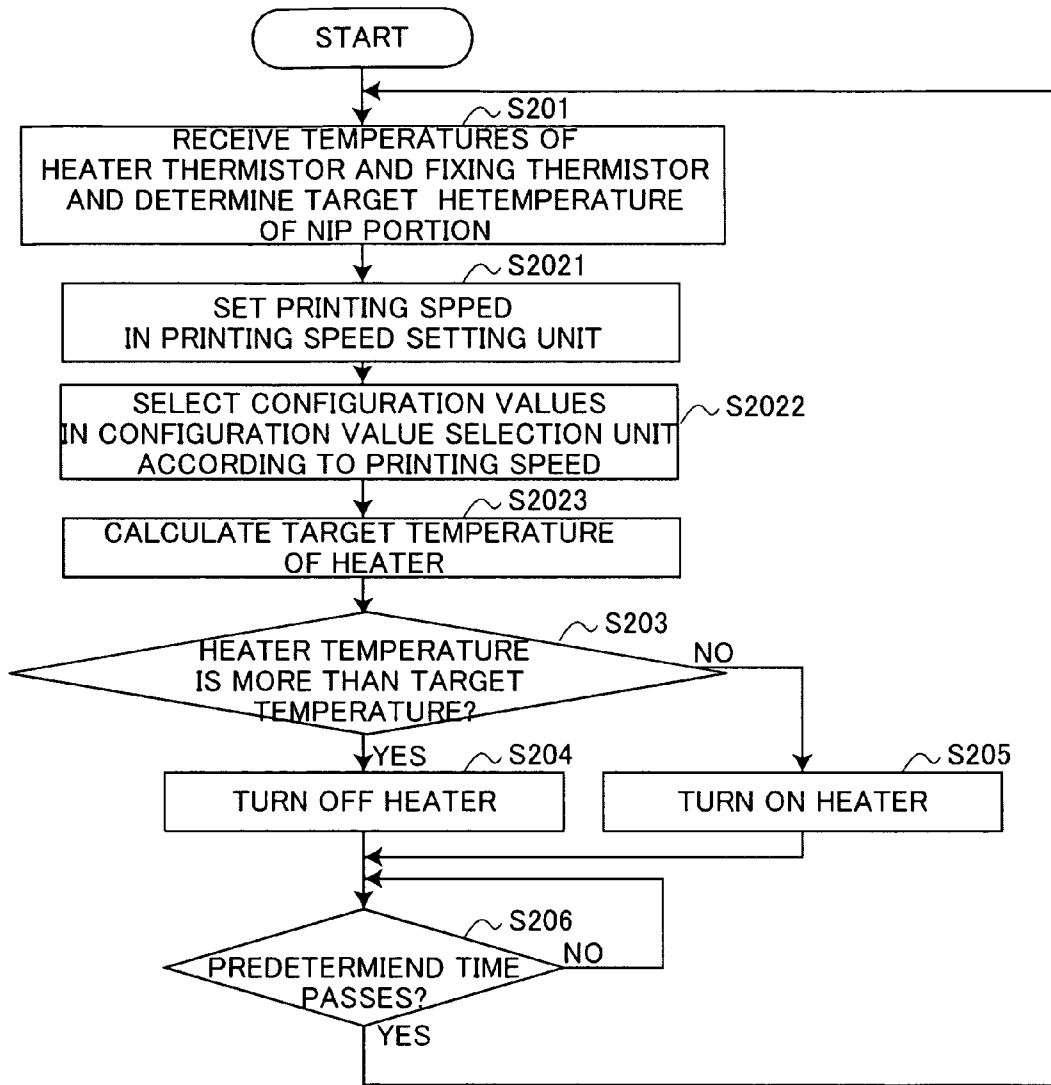 START
S201
RECEIVE TEMPERATURES OF
HEATER THERMISTOR AND FIXING THERMISTOR
AND DETERMINE TARGET HETEMPERATURE
OF NIP PORTION
S2021
SET PRINTING SPPED
IN PRINTING SPEED SETTING UNIT
SELECT CONFIGURATION VALUES
IN CONFIGURATION VALUE SELECTION UNIT
ACCORDING TO PRINTING SPEED
S2022
S2023
CALCULATE TARGET TEMPERATURE
OF HEATER
S203
HEATER TEMPERATURE
IS MORE THAN TARGET
TEMPERATURE?
NO
YES
S204
TURN OFF HEATER
S205
TURN ON HEATER
S206
PREDETERMIEND TIME
PASSES?
NO
YES